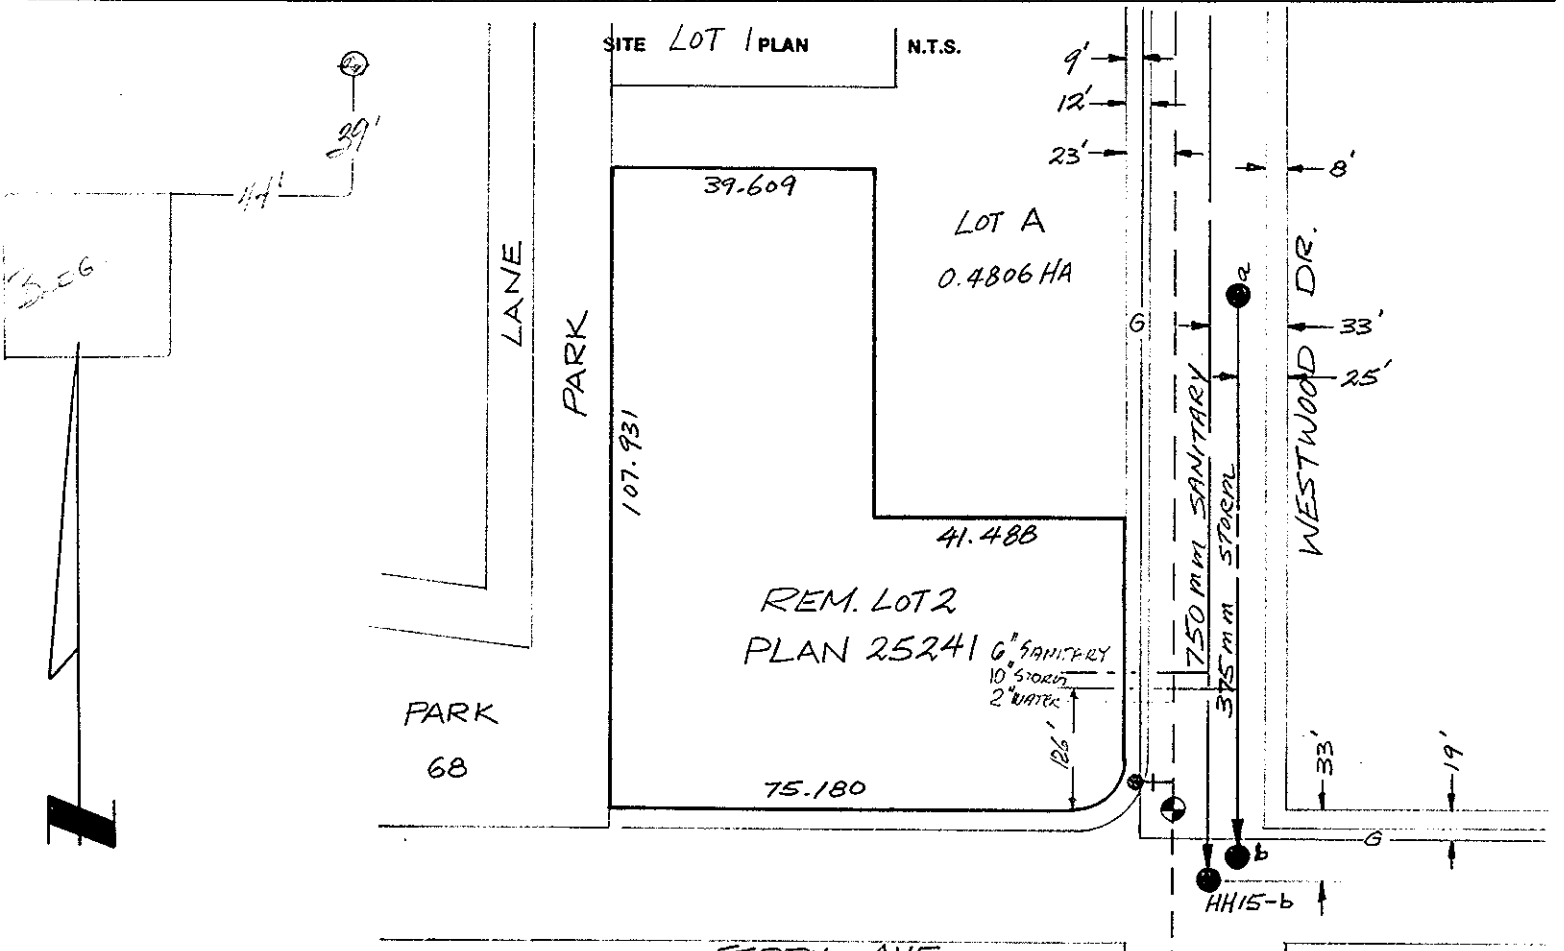 SITE LOT 1 PLAN N.T.S.
39'
44'
LANE
PARK
39.609
107.931
LOT A
0.4806 HA
41.488
REM. LOT 2
PLAN 25241
6" SANITARY
10" STORM
2" WATER
126'
75.180
PARK
68
9'
12'
23'
8'
G
a
33'
25'
WESTWOOD DR.
750 mm SANITARY
375 mm STORM
33'
19'
G
b
HH15-b
AVE